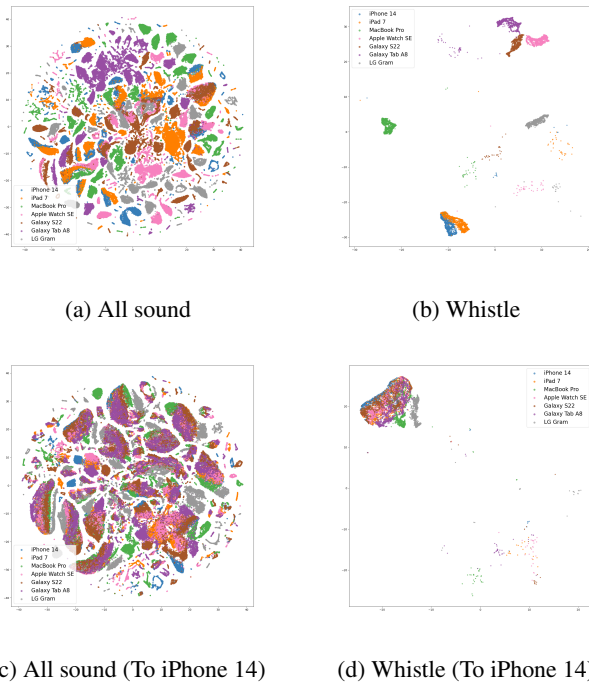 iPhone 14
iPad 7
MacBook Pro
Apple Watch SE
Galaxy S22
Galaxy Tab A8
LG Gram
(a) All sound
iPhone 14
iPad 7
MacBook Pro
Apple Watch SE
Galaxy S22
Galaxy Tab A8
LG Gram
(b) Whistle
iPhone 14
iPad 7
MacBook Pro
Apple Watch SE
Galaxy S22
Galaxy Tab A8
LG Gram
c) All sound (To iPhone 14)
iPhone 14
iPad 7
MacBook Pro
Apple Watch SE
Galaxy S22
Galaxy Tab A8
LG Gram
(d) Whistle (To iPhone 14)